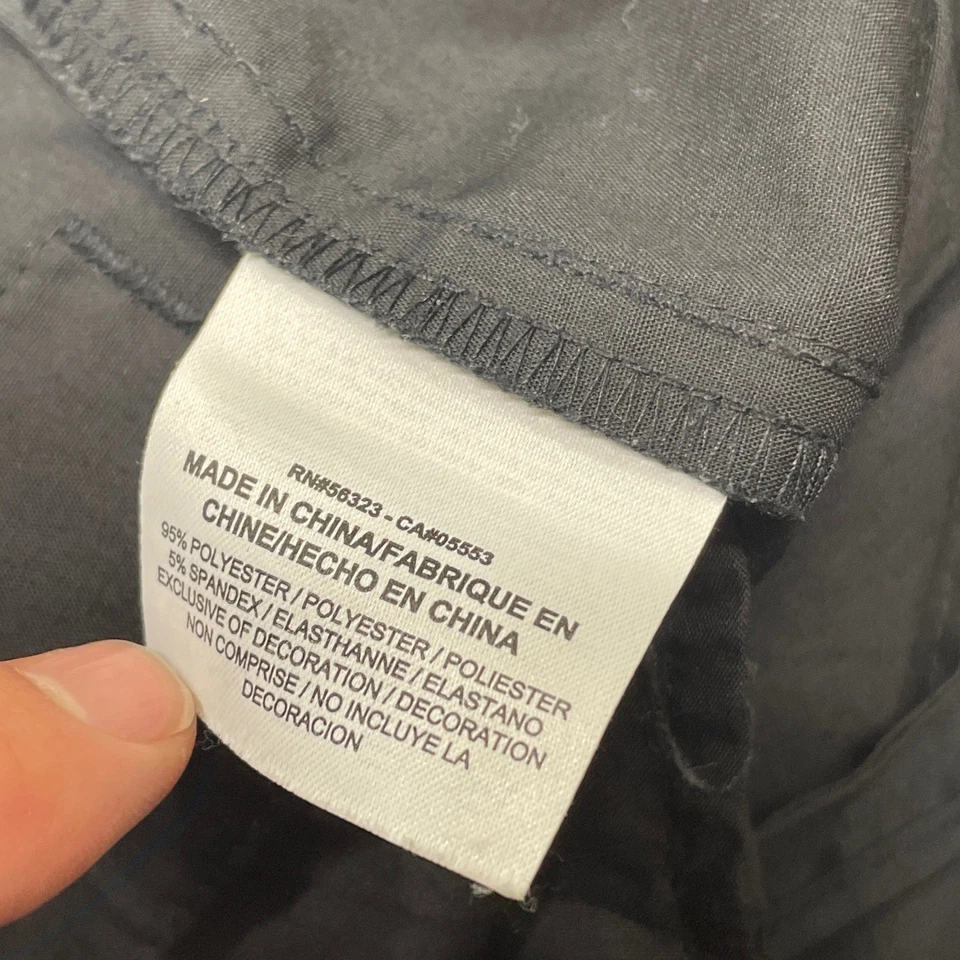 RN#56323 - CA#05553
MADE IN CHINA/FABRIQUE EN
CHINE/HECHO EN CHINA
95% POLYESTER / POLYESTER / POLIESTER
5% SPANDEX / ELASTHANNE / ELASTANO
EXCLUSIVE OF DECORATION / DECORATION
NON COMPRISE / NO INCLUYE LA
DECORACION